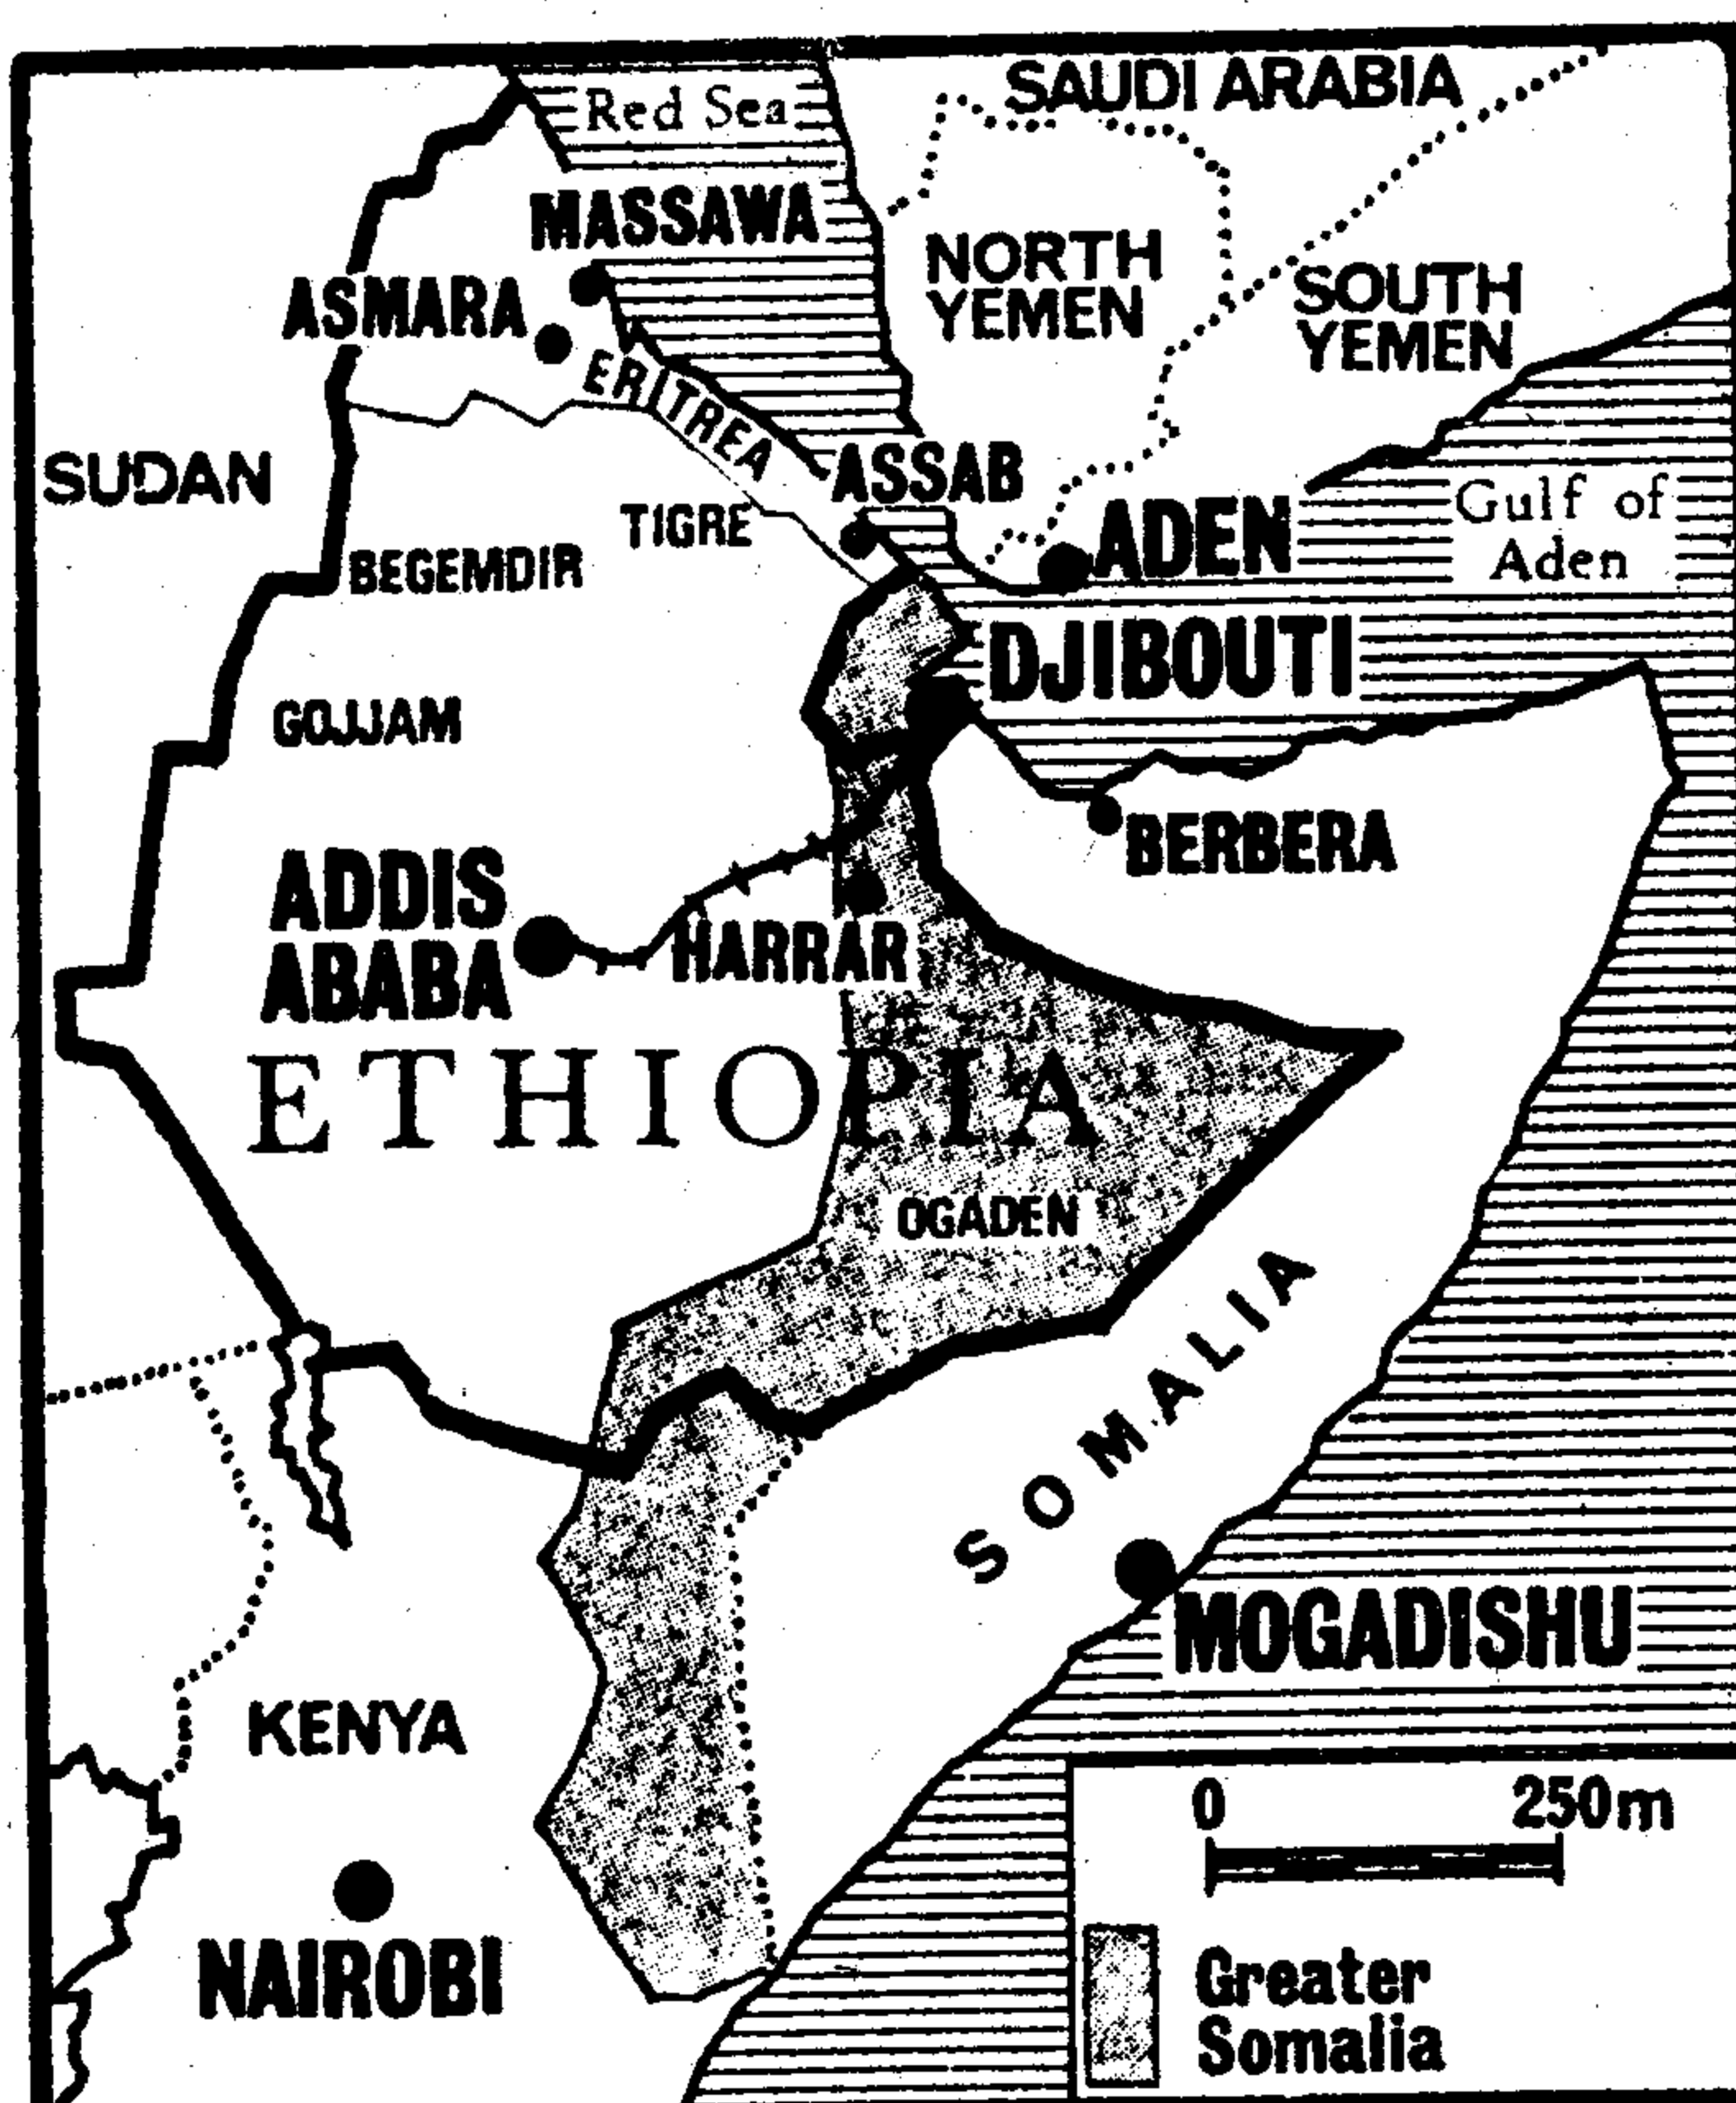 SAUDI ARABIA
Red Sea
MASSAWA
NORTH
YEMEN
SOUTH
YEMEN
ASMARA
ERITREA
SUDAN
ASSAB
Gulf of
Aden
TIGRE
ADEN
BEGEMDIR
DJIBOUTI
GOJJAM
BERBERA
ADDIS
ABABA
HARRAR
ETHIOPIA
OGADEN
SOMALIA
MOGADISHU
KENYA
0 250m
NAIROBI
Greater
Somalia